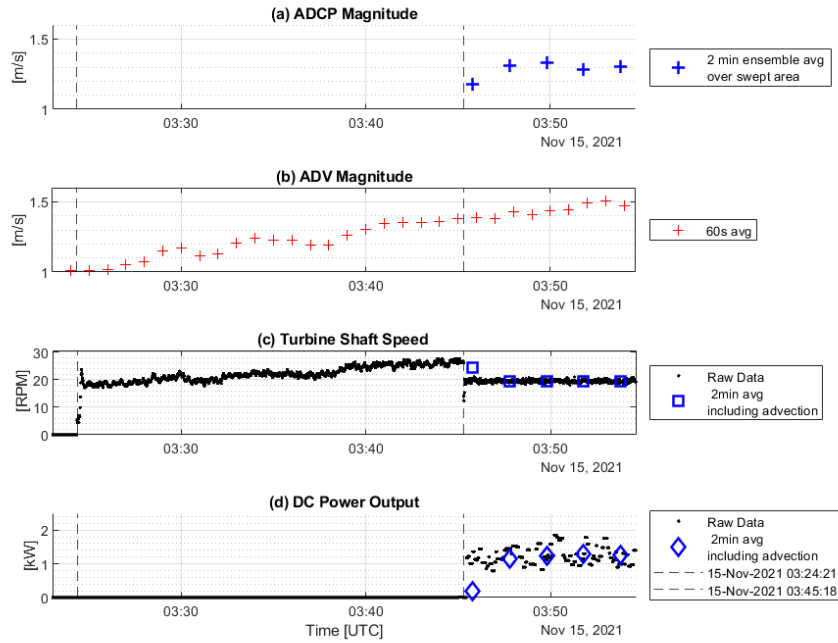 (a) ADCP Magnitude
1.5
1
[m/s]
03:30
03:40
03:50
Nov 15, 2021
2 min ensemble avg
over swept area
(b) ADV Magnitude
1.5
1
[m/s]
03:30
03:40
03:50
Nov 15, 2021
60s avg
(c) Turbine Shaft Speed
30
20
10
0
[RPM]
03:30
03:40
03:50
Nov 15, 2021
Raw Data
2min avg
including advection
(d) DC Power Output
2
1
0
[kW]
03:30
03:40
03:50
Time [UTC]
Nov 15, 2021
Raw Data
2min avg
including advection
15-Nov-2021 03:24:21
15-Nov-2021 03:45:18